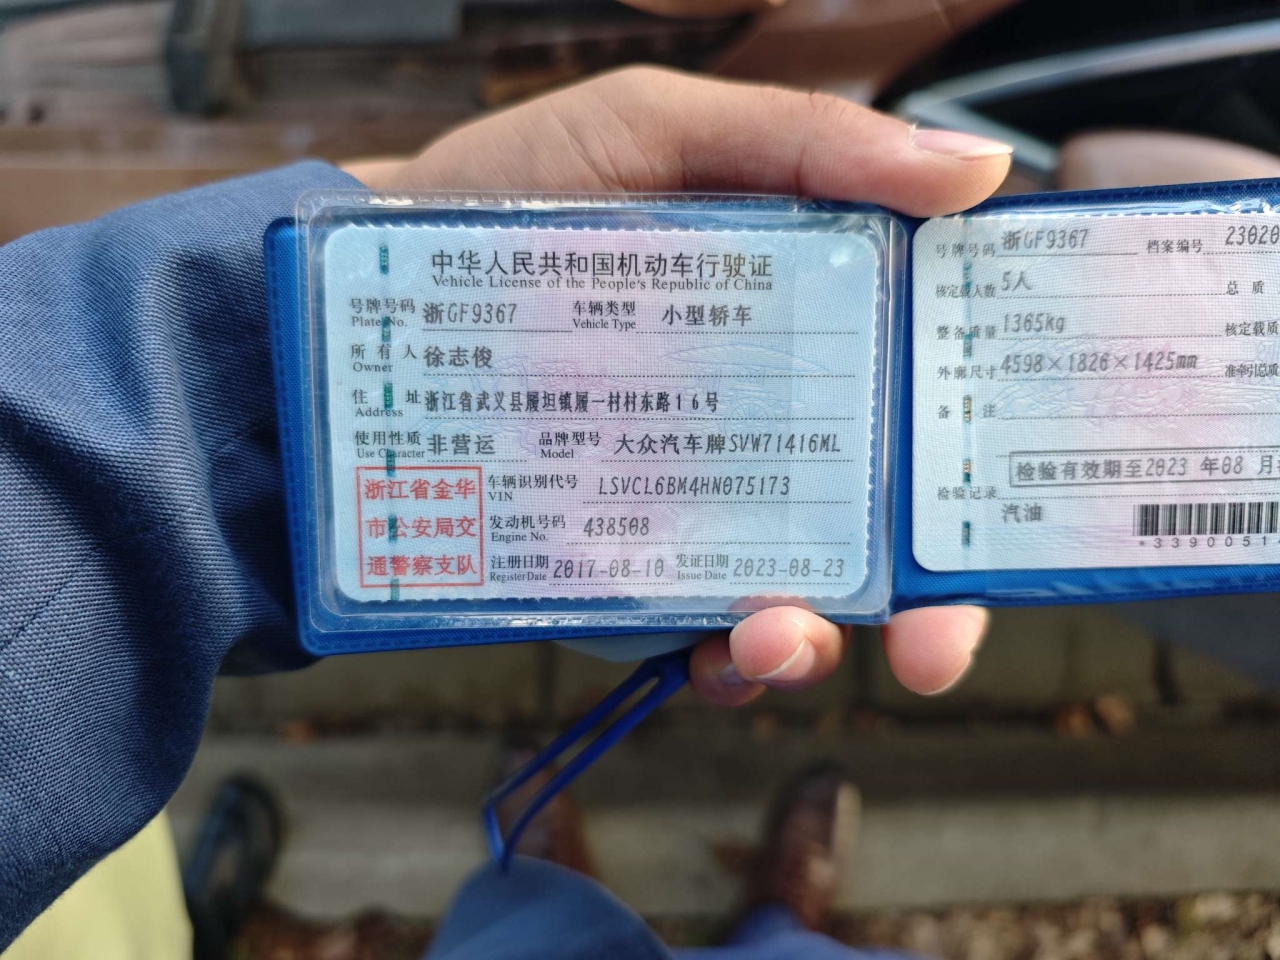 中华人民共和国机动车行驶证
Vehicle License of the People's Republic of China
号牌号码 浙GF9367 车辆类型 小型轿车
Plate No. Vehicle Type
所有人 徐志俊
Owner
住址 浙江省武义县履坦镇履一村村东路16号
Address
使用性质 非营运 品牌型号 大众汽车牌SVW71416ML
Use Character Model
浙江省金华
市公安局交
通警察支队
车辆识别代号 LSVCL6BM4HN075173
VIN
发动机号码 438508
Engine No.
注册日期 2017-08-10 发证日期 2023-08-23
Register Date Issue Date
号牌号码 浙GF9367 档案编号 23020
核定载人数 5人 总质
整备质量 1365kg 核定载质
外廓尺寸 4598×1826×1425mm 准牵引总质
备注
检验有效期至2023 年08 月
检验记录
汽油
*3390051